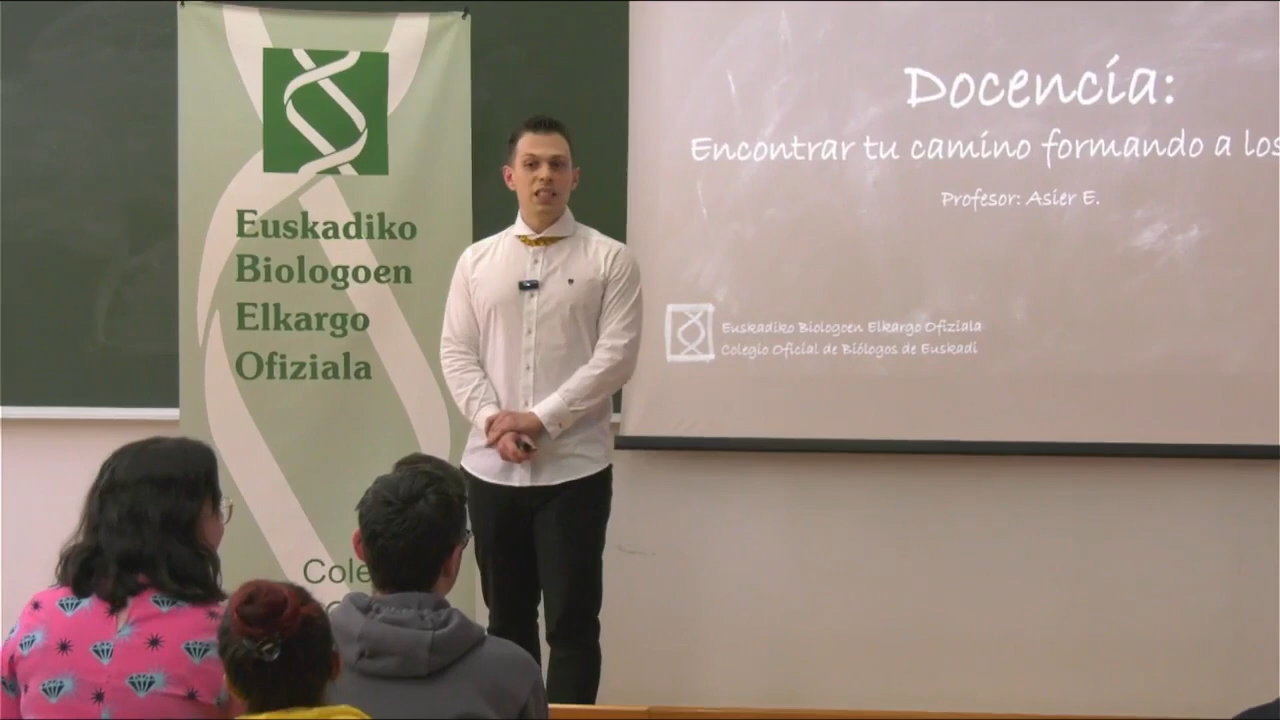 Euskadiko
Biologoen
Elkargo
Ofiziala
Cole
Docencia:
Encontrar tu camino formando a los
Profesor: Asier E.
Euskadiko Biologoen Elkargo Ofiziala
Colegio Oficial de Biólogos de Euskadi